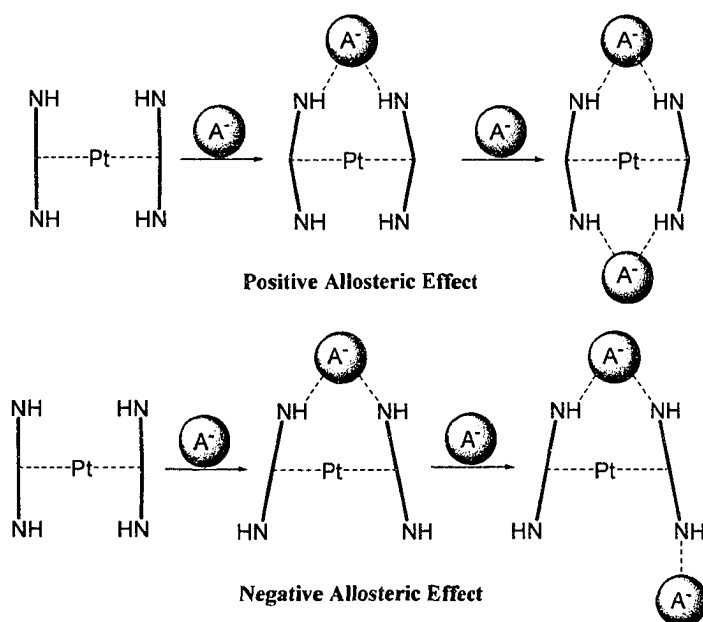 A⁻ A⁻
NH HN NH HN NH HN
A⁻ A⁻
Pt Pt Pt
NH HN NH HN NH HN
A⁻
Positive Allosteric Effect
A⁻ A⁻
NH HN NH NH NH NH
A⁻ A⁻
Pt Pt Pt
NH HN HN NH HN NH
A⁻
Negative Allosteric Effect